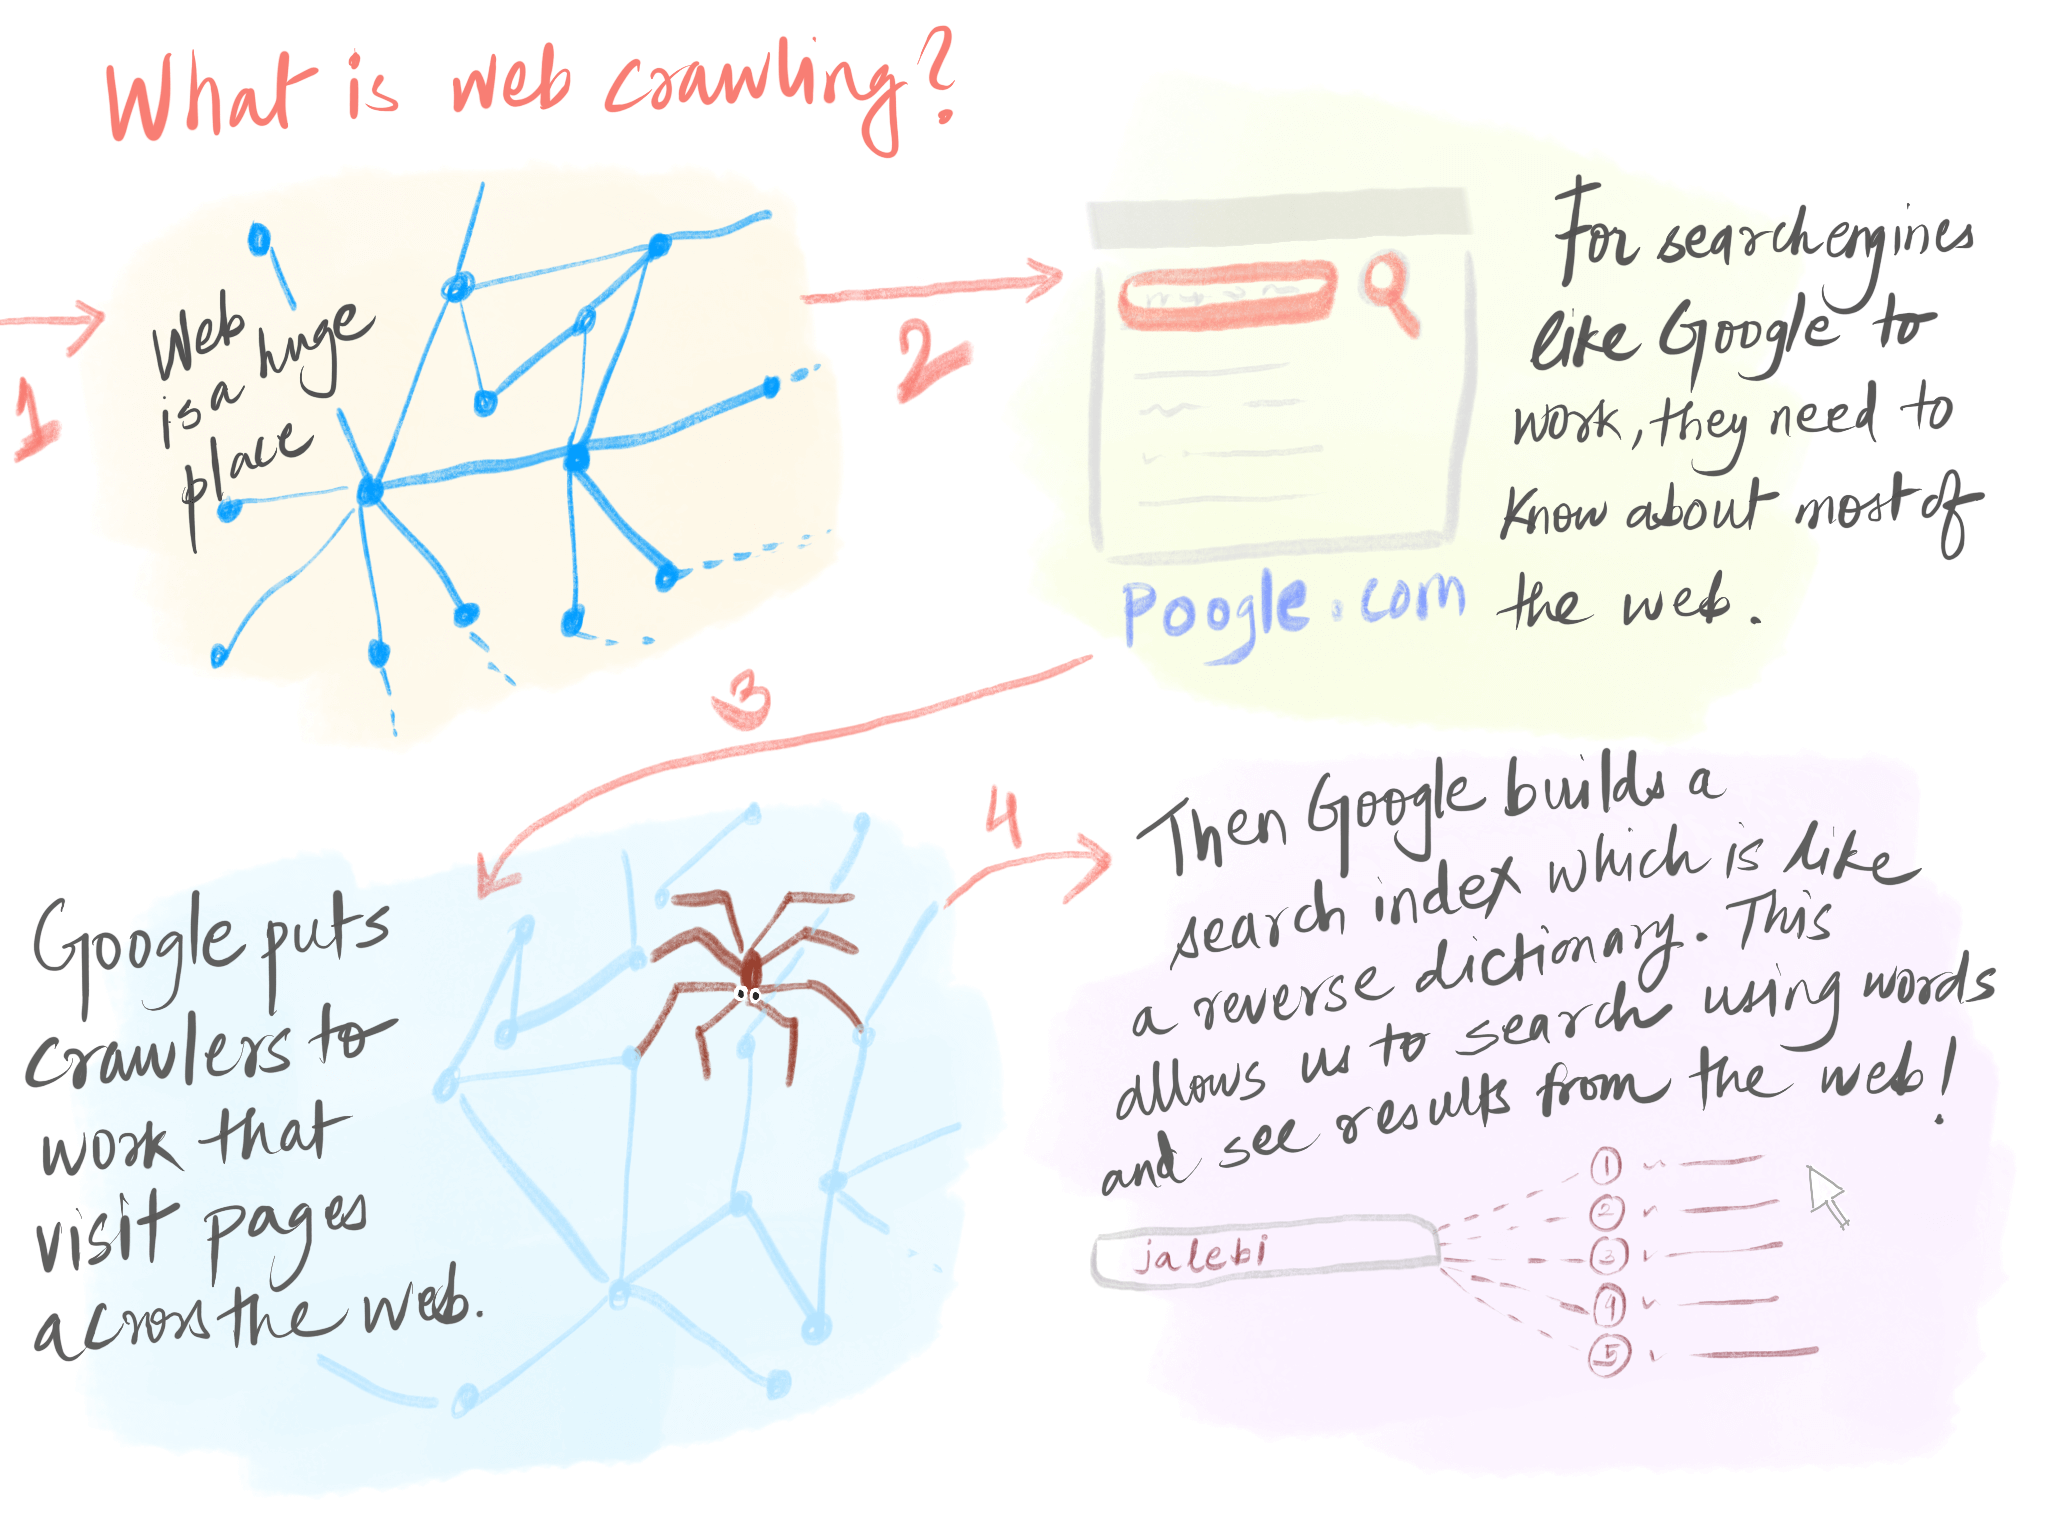 What is web crawling?
1
Web
is a huge
place
2
Poogle.com
For search engines
like Google to
work, they need to
know about most of
the web.
3
Google puts
crawlers to
work that
visit pages
across the web.
4
Then Google builds a
search index which is like
a reverse dictionary. This
allows us to search using words
and see results from the web!
jalebi
1
2
3
4
5